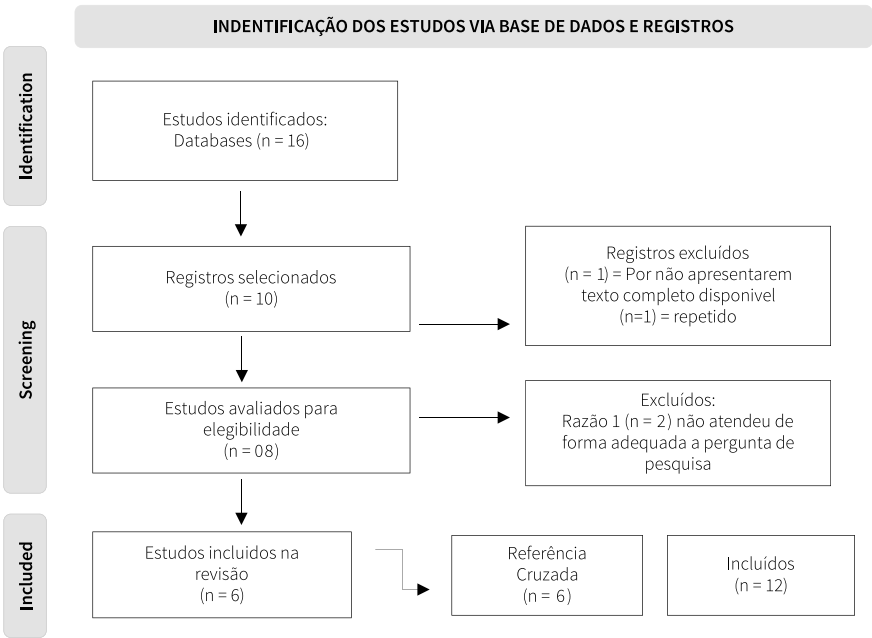 INDENTIFICAÇÃO DOS ESTUDOS VIA BASE DE DADOS E REGISTROS
Identification
Estudos identificados:
Databases (n = 16)
Screening
Registros selecionados
(n = 10)
Registros excluídos
(n = 1) = Por não apresentarem
texto completo disponivel
(n=1) = repetido
Estudos avaliados para
elegibilidade
(n = 08)
Excluídos:
Razão 1 (n = 2) não atendeu de
forma adequada a pergunta de
pesquisa
Included
Estudos incluidos na
revisão
(n = 6)
Referência
Cruzada
(n = 6)
Incluídos
(n = 12)